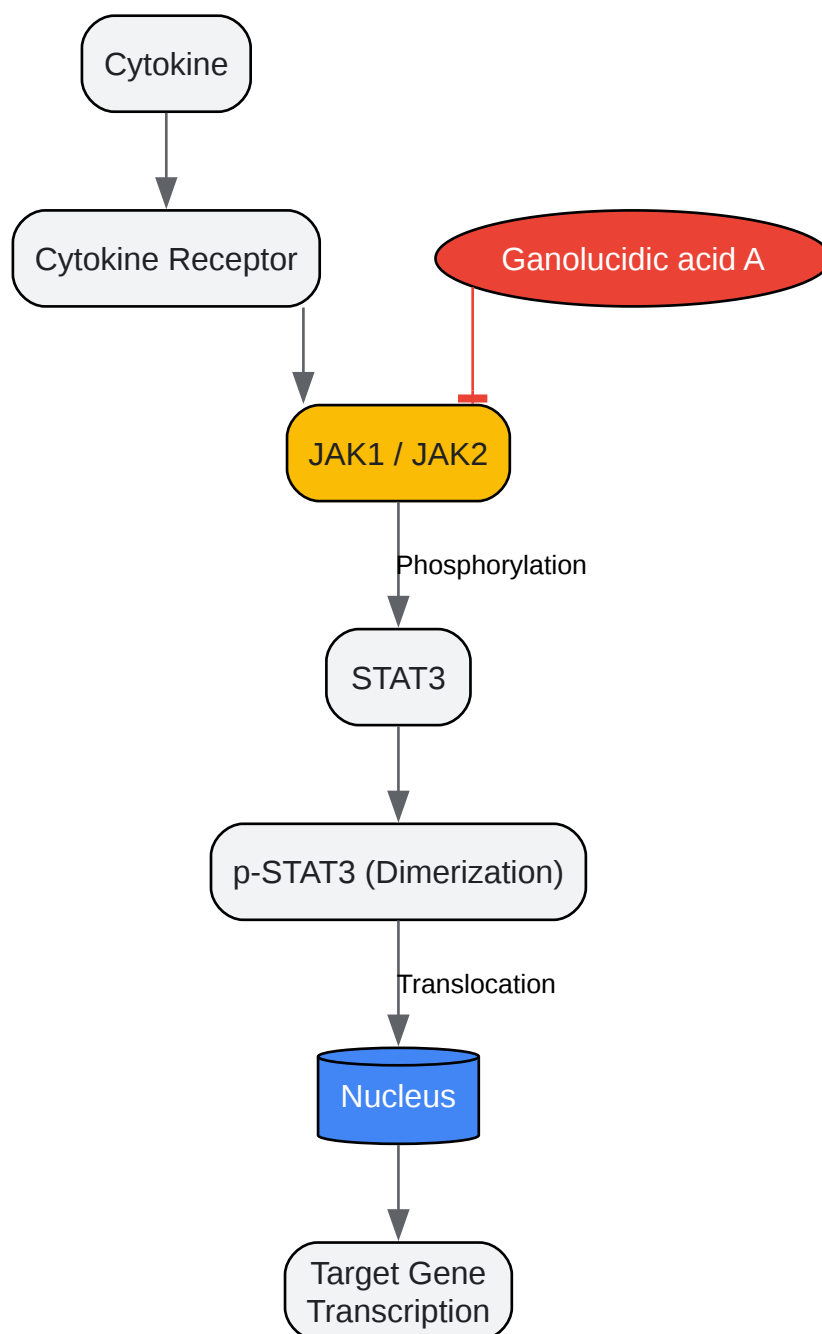 Cytokine
Cytokine Receptor
Ganolucidic acid A
JAK1 / JAK2
Phosphorylation
STAT3
p-STAT3 (Dimerization)
Translocation
Nucleus
Target Gene
Transcription